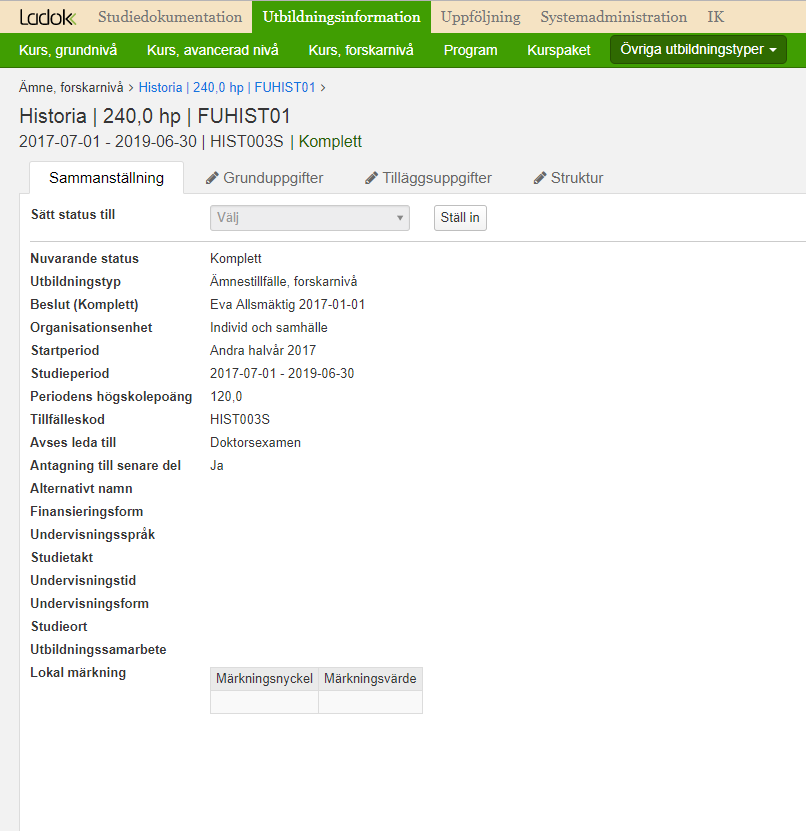 Ladok Studiedokumentation Utbildningsinformation Uppföljning Systemadministration IK
Kurs, grundnivå Kurs, avancerad nivå Kurs, forskarnivå Program Kurspaket Övriga utbildningstyper
Ämne, forskarnivå > Historia | 240,0 hp | FUHIST01 >
Historia | 240,0 hp | FUHIST01
2017-07-01 - 2019-06-30 | HIST003S | Komplett
Sammanställning Grunduppgifter Tilläggsuppgifter Struktur
Sätt status till Välj Ställ in
Nuvarande status Komplett
Utbildningstyp Ämnestillfälle, forskarnivå
Beslut (Komplett) Eva Allsmäktig 2017-01-01
Organisationsenhet Individ och samhälle
Startperiod Andra halvår 2017
Studieperiod 2017-07-01 - 2019-06-30
Periodens högskolepoäng 120,0
Tillfälleskod HIST003S
Avses leda till Doktorsexamen
Antagning till senare del Ja
Alternativt namn
Finansieringsform
Undervisningsspråk
Studietakt
Undervisningstid
Undervisningsform
Studieort
Utbildningssamarbete
Lokal märkning Märkningsnyckel Märkningsvärde